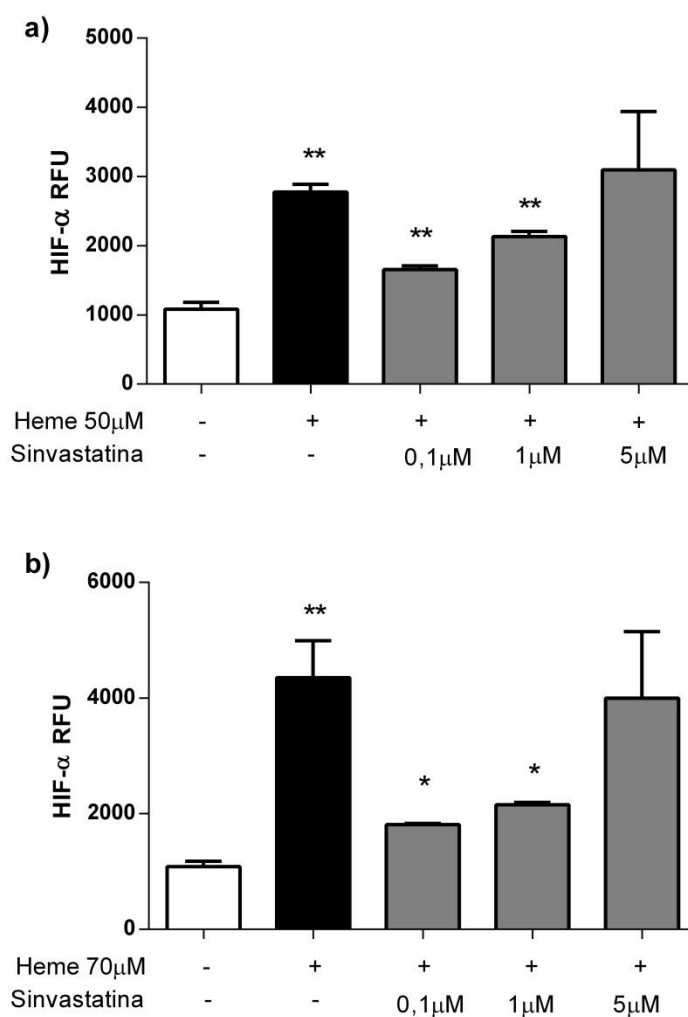 a)
5000
4000
3000
2000
1000
0
HIF-α RFU
** ** **
Heme 50μM - + + + +
Sinvastatina - - 0,1μM 1μM 5μM
b)
6000
4000
2000
0
HIF-α RFU
** * *
Heme 70μM - + + + +
Sinvastatina - - 0,1μM 1μM 5μM